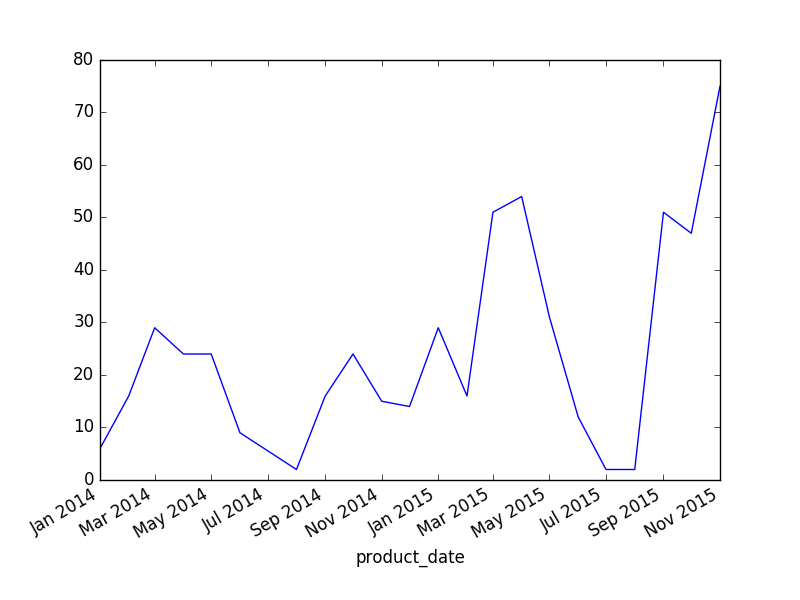 80
70
60
50
40
30
20
10
0
Jan 2014
Mar 2014
May 2014
Jul 2014
Sep 2014
Nov 2014
Jan 2015
Mar 2015
May 2015
Jul 2015
Sep 2015
Nov 2015
product_date